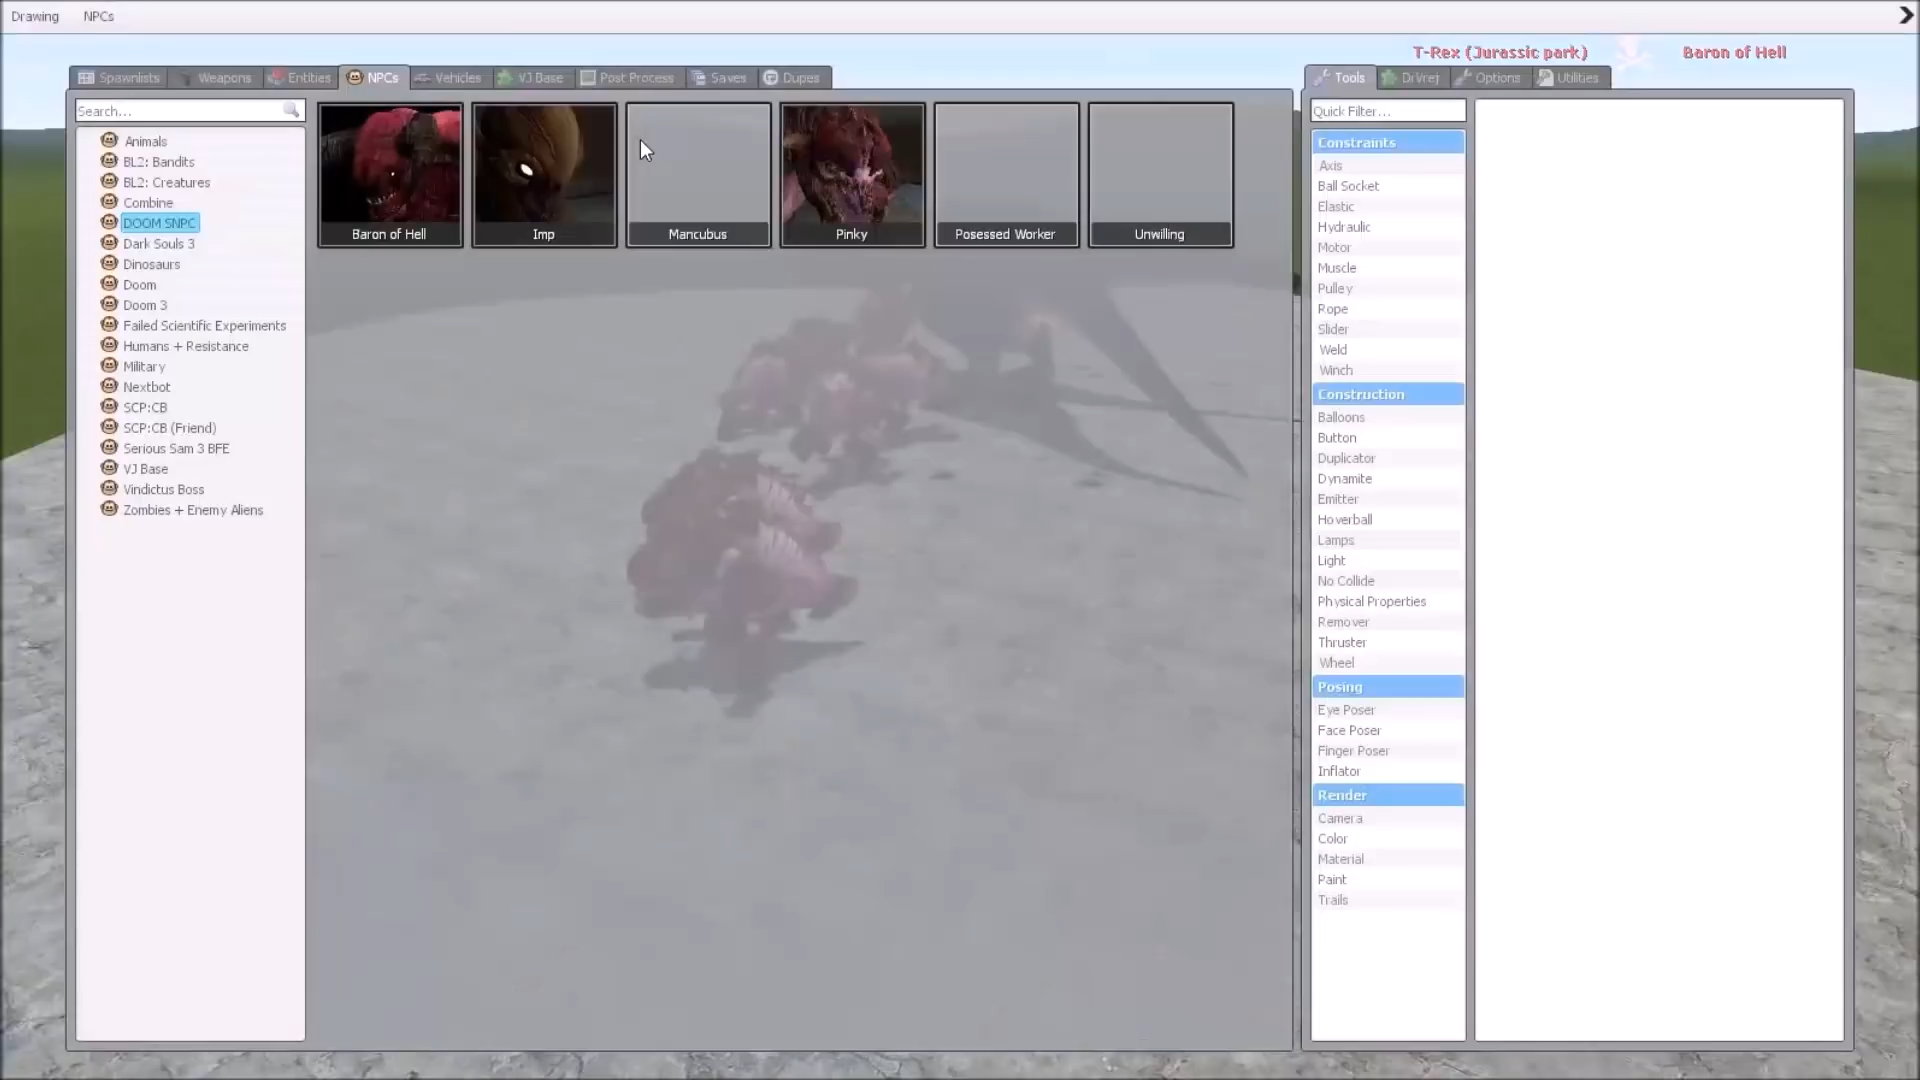 Drawing NPCs
T-Rex (Jurassic park) Baron of Hell
Spawnlists Weapons Entities NPCs Vehicles VJ Base Post Process Saves Dupes
Tools DrVrej Options Utilities
Search...
Animals
BL2: Bandits
BL2: Creatures
Combine
DOOM SNPC
Dark Souls 3
Dinosaurs
Doom
Doom 3
Failed Scientific Experiments
Humans + Resistance
Military
Nextbot
SCP:CB
SCP:CB (Friend)
Serious Sam 3 BFE
VJ Base
Vindictus Boss
Zombies + Enemy Aliens
Baron of Hell Imp Mancubus Pinky Posessed Worker Unwilling
Quick Filter...
Constraints
Axis
Ball Socket
Elastic
Hydraulic
Motor
Muscle
Pulley
Rope
Slider
Weld
Winch
Construction
Balloons
Button
Duplicator
Dynamite
Emitter
Hoverball
Lamps
Light
No Collide
Physical Properties
Remover
Thruster
Wheel
Posing
Eye Poser
Face Poser
Finger Poser
Inflator
Render
Camera
Color
Material
Paint
Trails